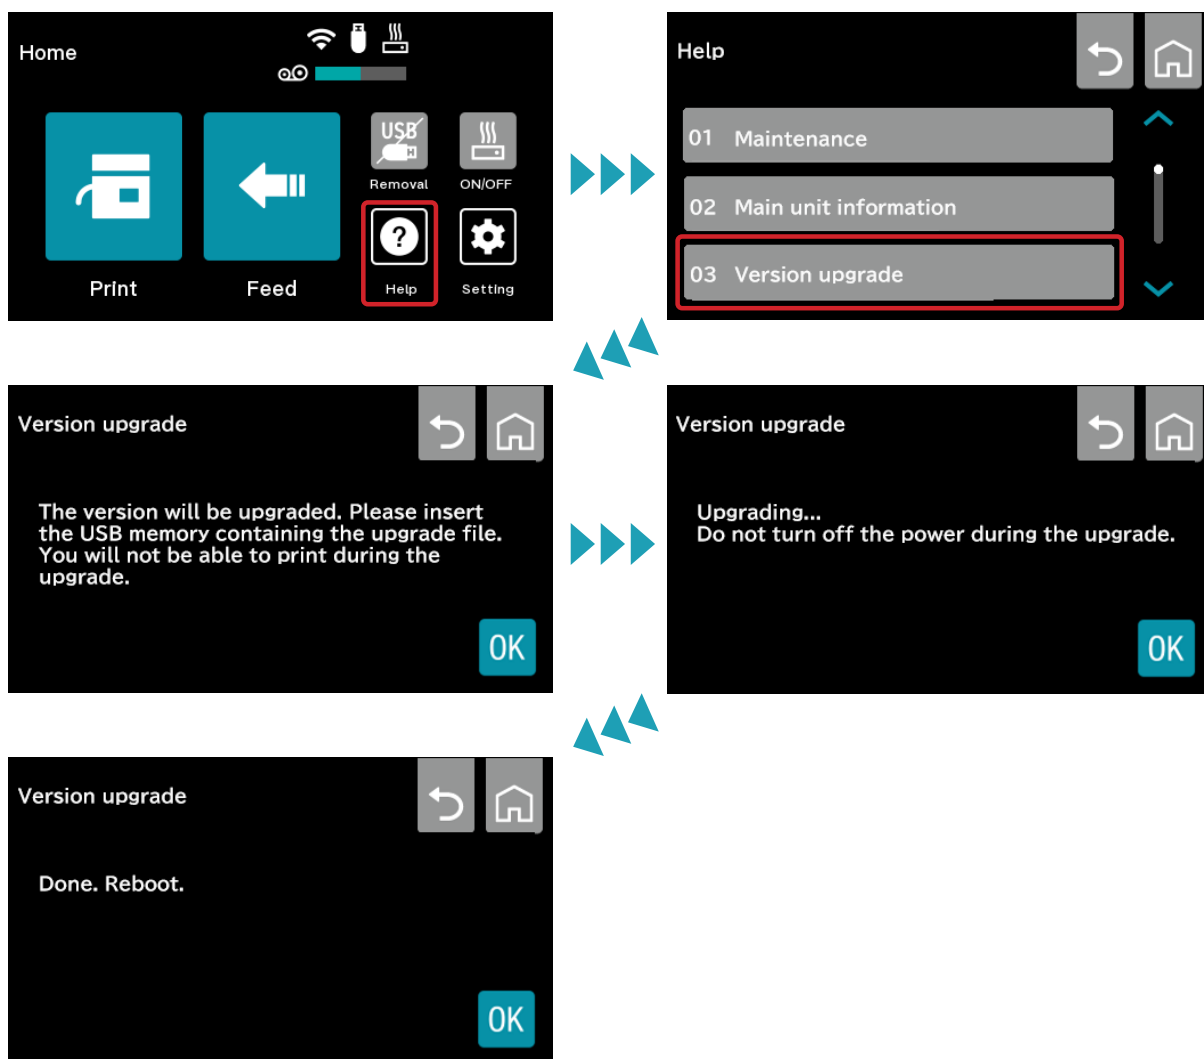 Home
USB
Removal
ON/OFF
Print
Feed
?
Help
Setting
Help
01 Maintenance
02 Main unit information
03 Version upgrade
Version upgrade
The version will be upgraded. Please insert
the USB memory containing the upgrade file.
You will not be able to print during the
upgrade.
OK
Version upgrade
Upgrading...
Do not turn off the power during the upgrade.
OK
Version upgrade
Done. Reboot.
OK